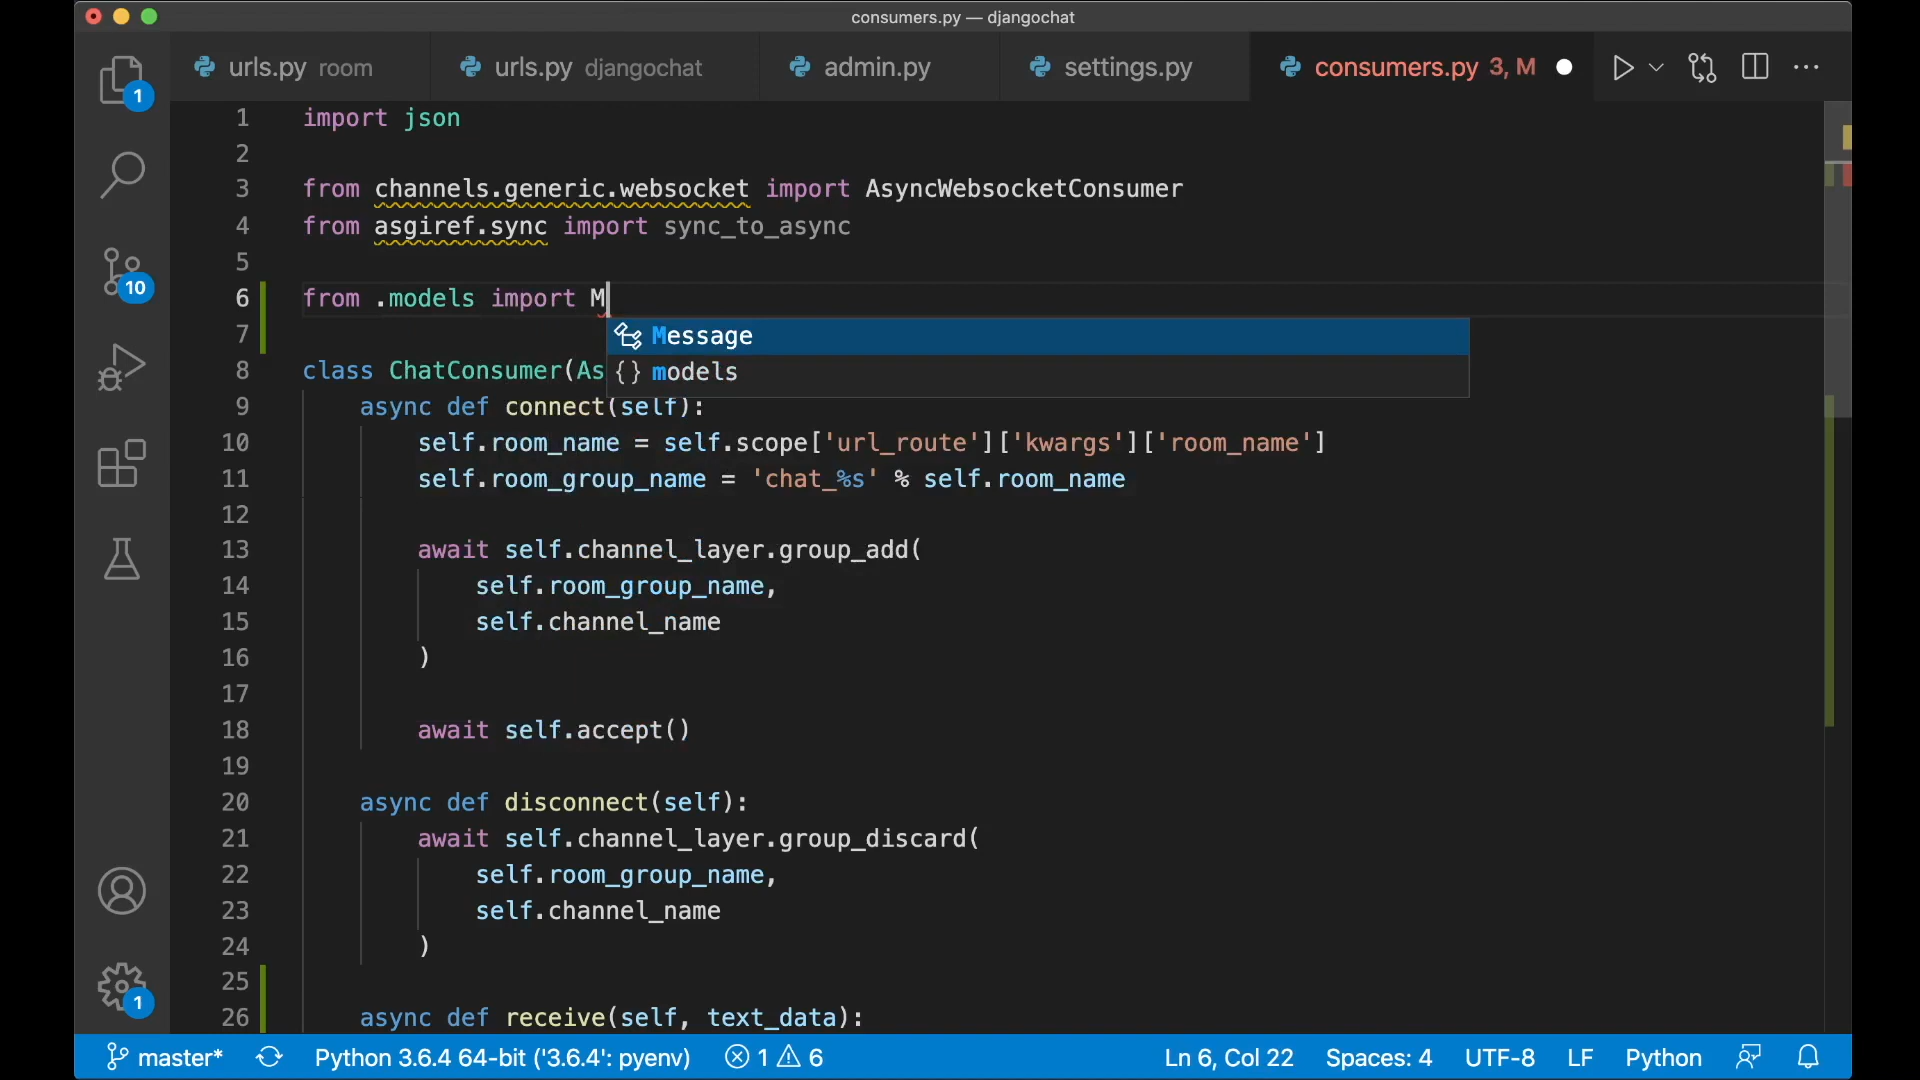 consumers.py — djangochat
urls.py room
urls.py djangochat
admin.py
settings.py
consumers.py 3, M
1
10
1
1 import json
2
3 from channels.generic.websocket import AsyncWebsocketConsumer
4 from asgiref.sync import sync_to_async
5
6 from .models import M
7
Message
models
8 class ChatConsumer(As
9 async def connect(self):
10 self.room_name = self.scope['url_route']['kwargs']['room_name']
11 self.room_group_name = 'chat_%s' % self.room_name
12
13 await self.channel_layer.group_add(
14 self.room_group_name,
15 self.channel_name
16 )
17
18 await self.accept()
19
20 async def disconnect(self):
21 await self.channel_layer.group_discard(
22 self.room_group_name,
23 self.channel_name
24 )
25
26 async def receive(self, text_data):
master* Python 3.6.4 64-bit ('3.6.4': pyenv) 1 6 Ln 6, Col 22 Spaces: 4 UTF-8 LF Python